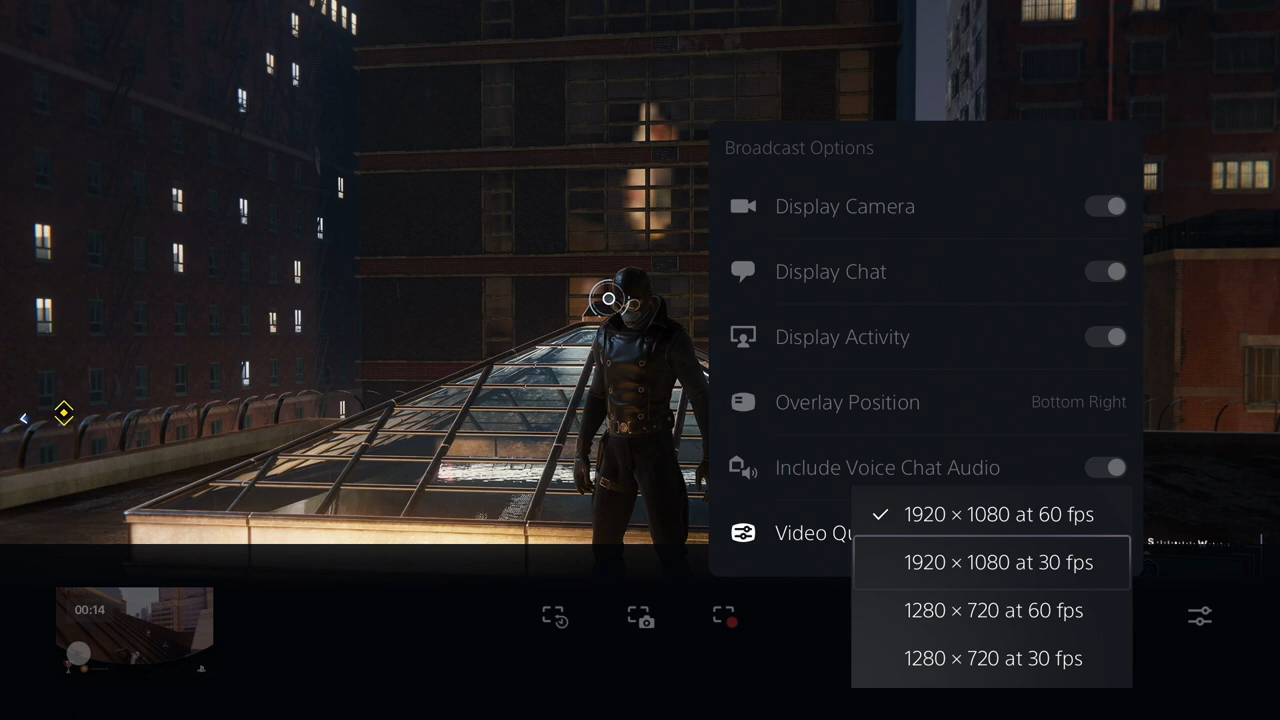 Broadcast Options
Display Camera
Display Chat
Display Activity
Overlay Position
Bottom Right
Include Voice Chat Audio
Video Qu
1920 × 1080 at 60 fps
1920 × 1080 at 30 fps
1280 × 720 at 60 fps
1280 × 720 at 30 fps
S W
00:14